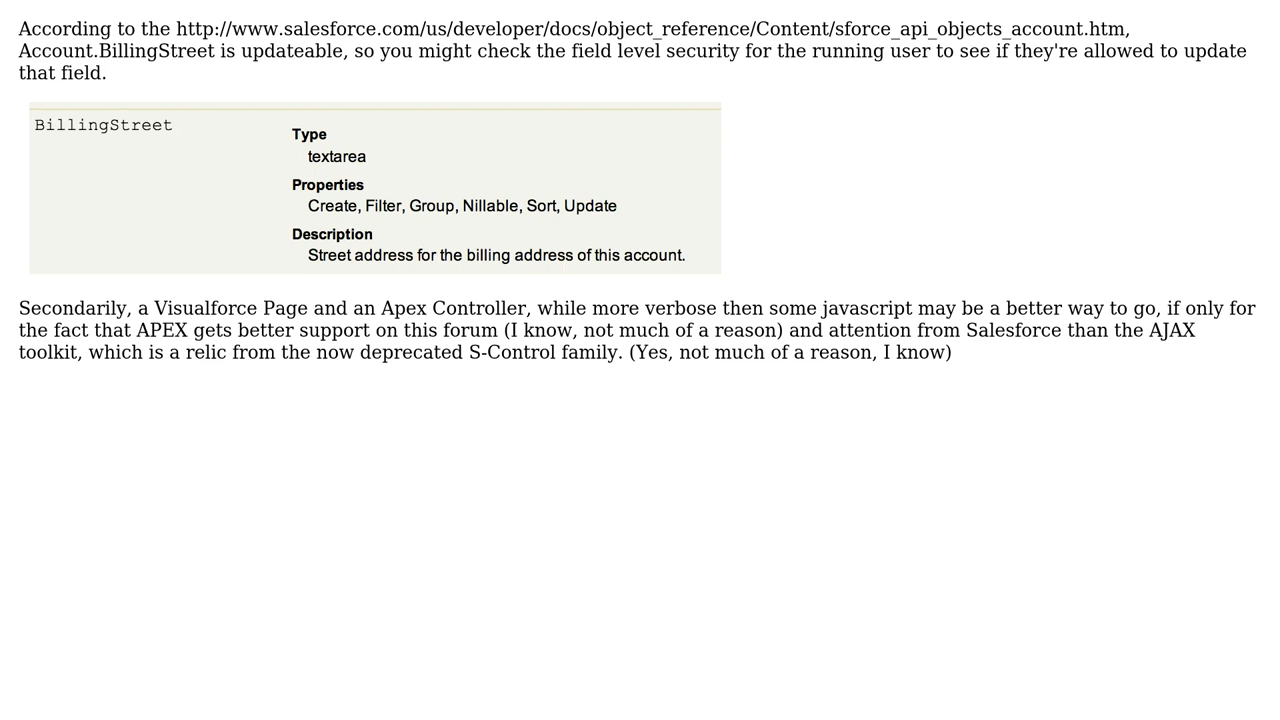 According to the http://www.salesforce.com/us/developer/docs/object_reference/Content/sforce_api_objects_account.htm,
Account.BillingStreet is updateable, so you might check the field level security for the running user to see if they're allowed to update
that field.
BillingStreet
Type
textarea
Properties
Create, Filter, Group, Nillable, Sort, Update
Description
Street address for the billing address of this account.
Secondarily, a Visualforce Page and an Apex Controller, while more verbose then some javascript may be a better way to go, if only for
the fact that APEX gets better support on this forum (I know, not much of a reason) and attention from Salesforce than the AJAX
toolkit, which is a relic from the now deprecated S-Control family. (Yes, not much of a reason, I know)